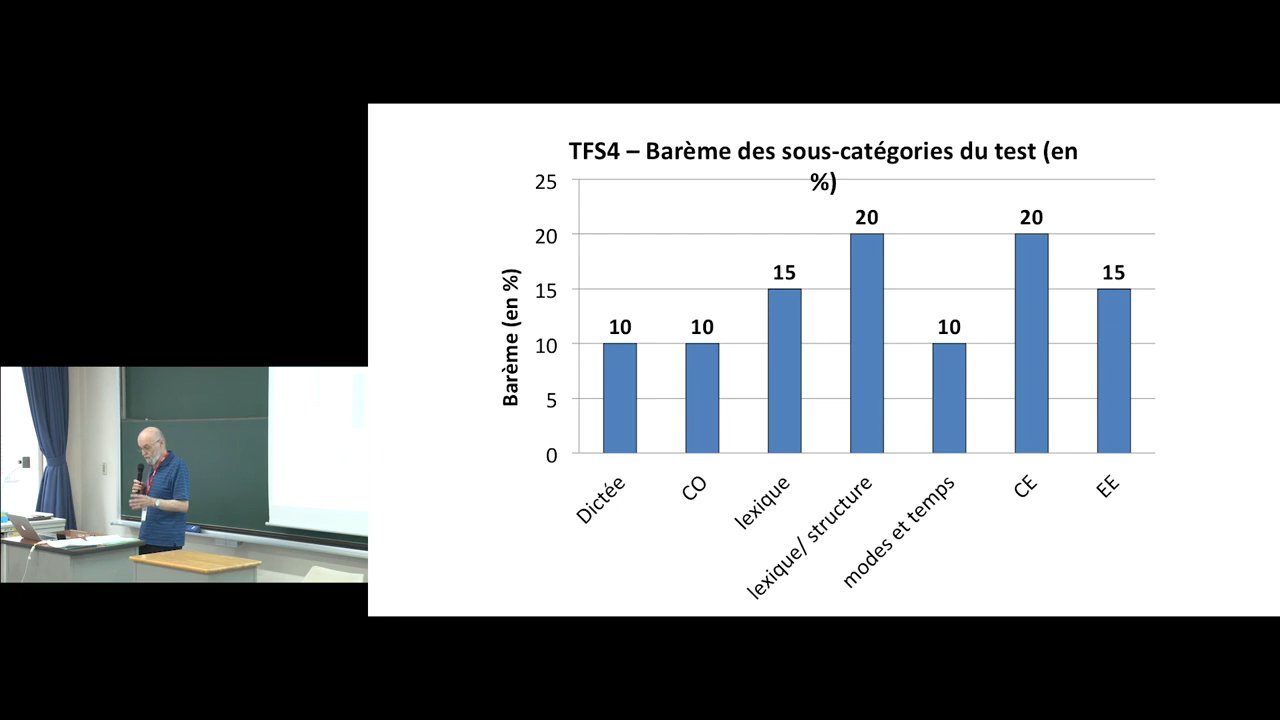 TFS4 – Barème des sous-catégories du test (en
%)
Barème (en %)
25
20
15
10
5
0
10
10
15
20
10
20
15
Dictée
CO
lexique
lexique/ structure
modes et temps
CE
EE